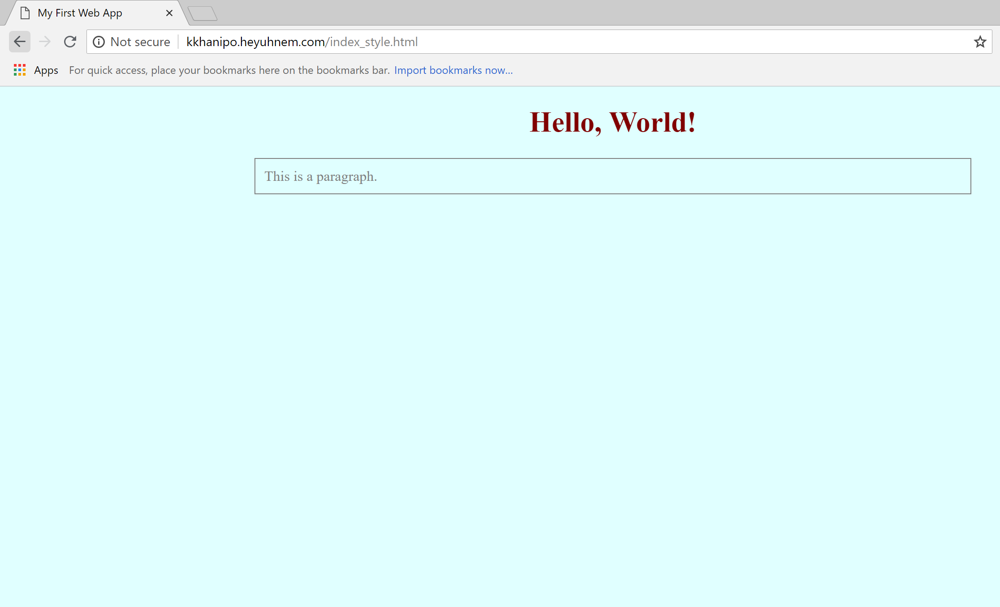 My First Web App
Not secure kkhanipo.heyuhnem.com/index_style.html
Apps For quick access, place your bookmarks here on the bookmarks bar. Import bookmarks now...
Hello, World!
This is a paragraph.